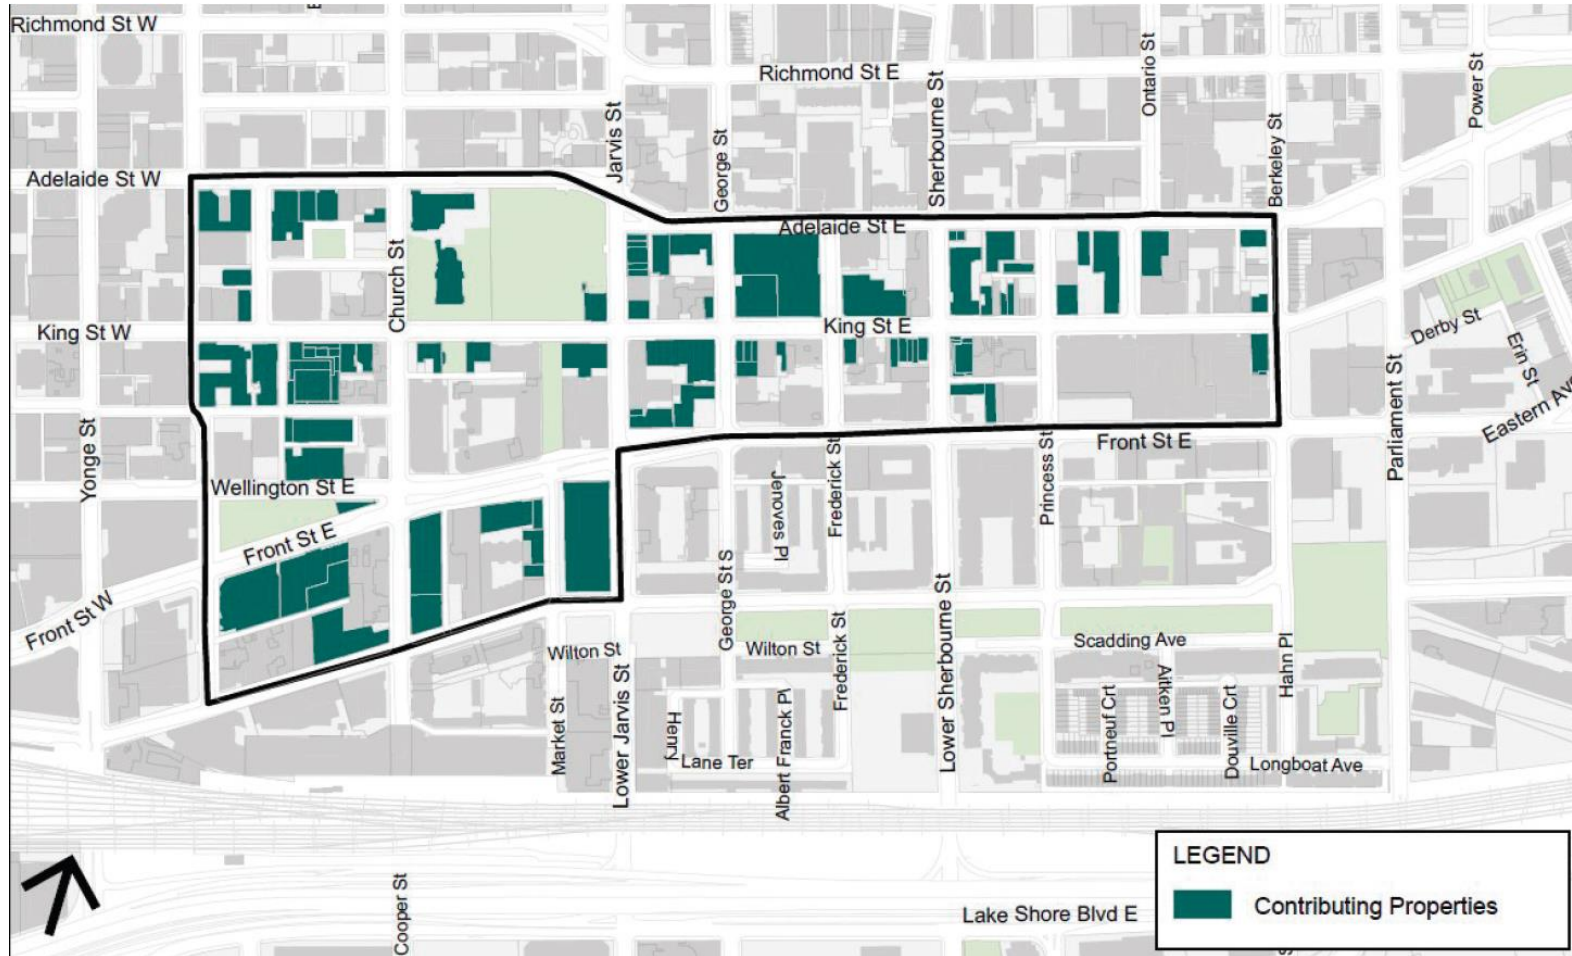 Richmond St W
Richmond St E
Jarvis St
George St
Sherbourne St
Ontario St
Berkeley St
Power St
Adelaide St W
Adelaide St E
Church St
King St W
King St E
Derby St
Erin St
Eastern Ave
Parliament St
Yonge St
Wellington St E
Front St E
Front St E
Front St W
Jenoves Pl
Frederick St
Princess St
George St S
Lower Sherbourne St
Wilton St
Wilton St
Frederick St
Scadding Ave
Aitken Pl
Hahn Pl
Market St
Lower Jarvis St
Henry
Lane Ter
Albert Franck Pl
Portneuf Crt
Douville Crt
Longboat Ave
Cooper St
Lake Shore Blvd E
LEGEND
Contributing Properties